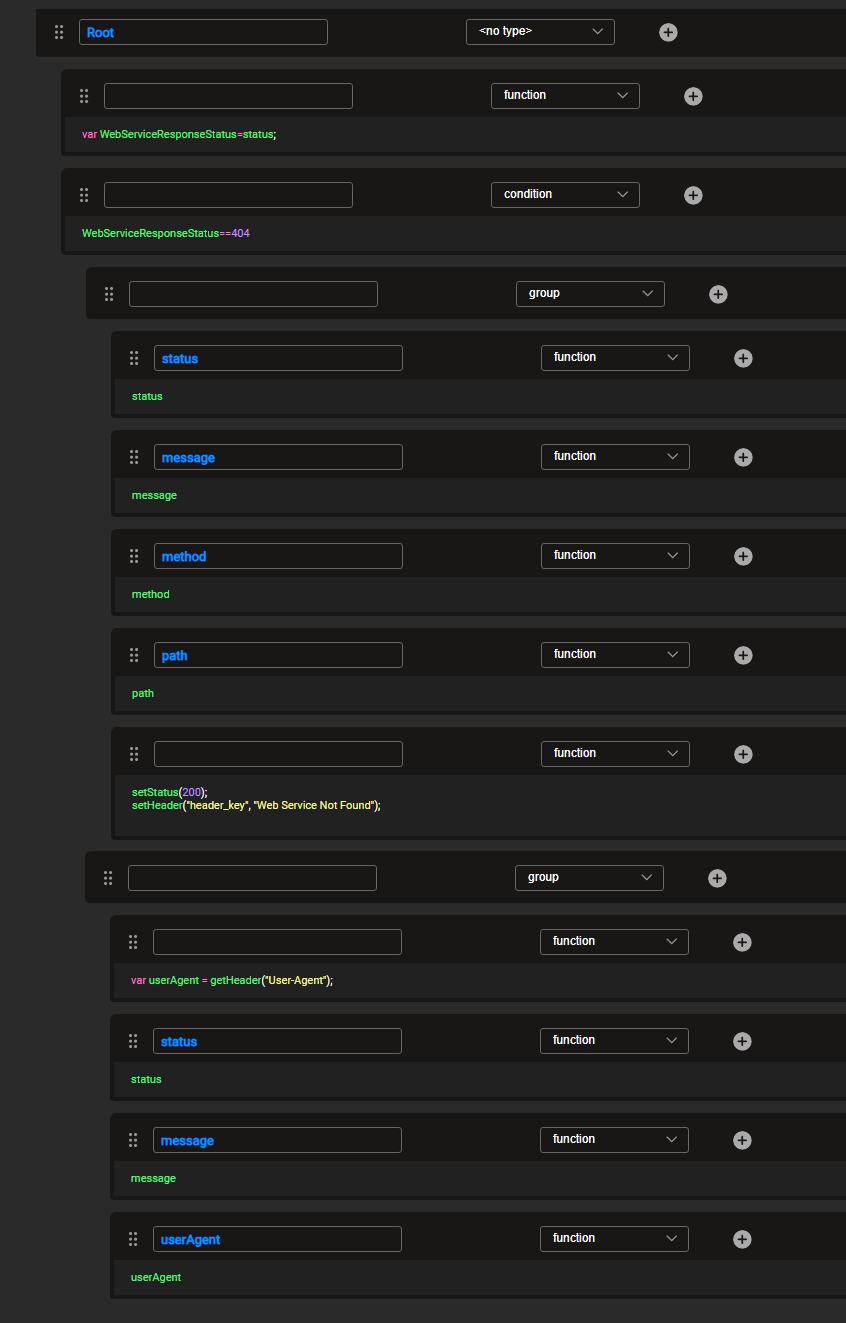 Root <no type>
function
var WebServiceResponseStatus=status;
condition
WebServiceResponseStatus==404
group
status function
status
message function
message
method function
method
path function
path
function
setStatus(200);
setHeader("header_key", "Web Service Not Found");
group
function
var userAgent = getHeader("User-Agent");
status function
status
message function
message
userAgent function
userAgent